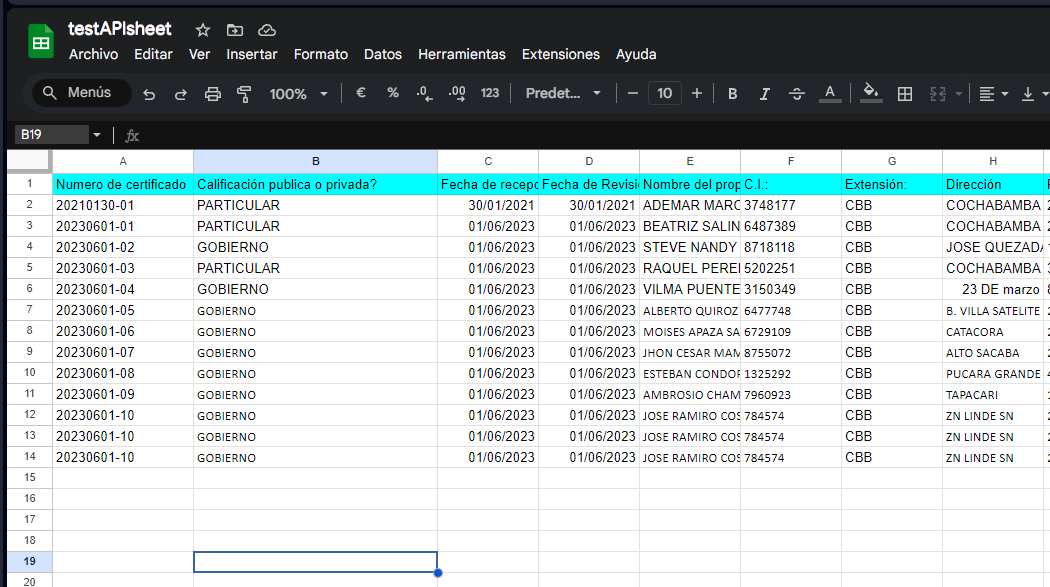 testAPIsheet
Archivo Editar Ver Insertar Formato Datos Herramientas Extensiones Ayuda
Menús 100% € % .0 .00 123 Predet... − 10 + B I S A
B19 fx
A B C D E F G H
1 Numero de certificado Calificación publica o privada? Fecha de recepc Fecha de Revisi Nombre del prop C.I.: Extensión: Dirección
2 20210130-01 PARTICULAR 30/01/2021 30/01/2021 ADEMAR MARC 3748177 CBB COCHABAMBA
3 20230601-01 PARTICULAR 01/06/2023 01/06/2023 BEATRIZ SALIN 6487389 CBB COCHABAMBA
4 20230601-02 GOBIERNO 01/06/2023 01/06/2023 STEVE NANDY 8718118 CBB JOSE QUEZADA
5 20230601-03 PARTICULAR 01/06/2023 01/06/2023 RAQUEL PEREI 5202251 CBB COCHABAMBA
6 20230601-04 GOBIERNO 01/06/2023 01/06/2023 VILMA PUENTE 3150349 CBB 23 DE marzo
7 20230601-05 GOBIERNO 01/06/2023 01/06/2023 ALBERTO QUIROZ 6477748 CBB B. VILLA SATELITE
8 20230601-06 GOBIERNO 01/06/2023 01/06/2023 MOISES APAZA SA 6729109 CBB CATACORA
9 20230601-07 GOBIERNO 01/06/2023 01/06/2023 JHON CESAR MAM 8755072 CBB ALTO SACABA
10 20230601-08 GOBIERNO 01/06/2023 01/06/2023 ESTEBAN CONDOR 1325292 CBB PUCARA GRANDE
11 20230601-09 GOBIERNO 01/06/2023 01/06/2023 AMBROSIO CHAM 7960923 CBB TAPACARI
12 20230601-10 GOBIERNO 01/06/2023 01/06/2023 JOSE RAMIRO COS 784574 CBB ZN LINDE SN
13 20230601-10 GOBIERNO 01/06/2023 01/06/2023 JOSE RAMIRO COS 784574 CBB ZN LINDE SN
14 20230601-10 GOBIERNO 01/06/2023 01/06/2023 JOSE RAMIRO COS 784574 CBB ZN LINDE SN
15
16
17
18
19
20